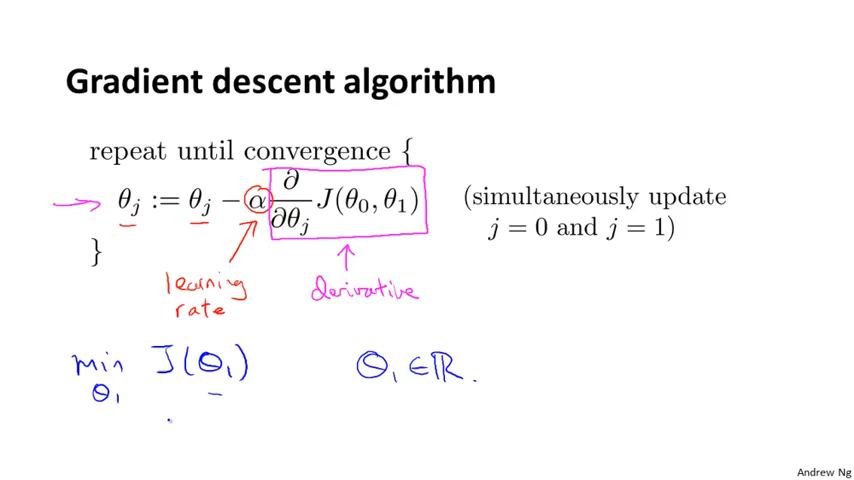 Gradient descent algorithm
repeat until convergence {
θj := θj − α ∂/∂θj J(θ0, θ1)
(simultaneously update
j = 0 and j = 1)
}
learning
rate
derivative
min J(θ1)
θ1
θ1 ∈ ℝ.
Andrew Ng